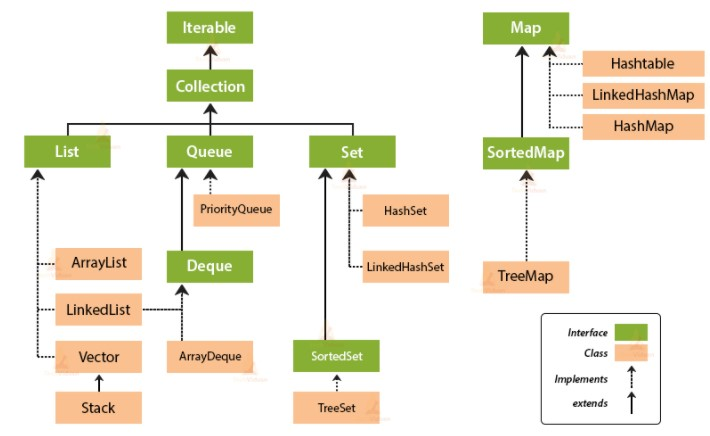 Iterable
Map
Hashtable
Collection
LinkedHashMap
HashMap
List
Queue
Set
SortedMap
PriorityQueue
HashSet
ArrayList
Deque
LinkedHashSet
TreeMap
LinkedList
Interface
Vector
ArrayDeque
SortedSet
Class
Implements
Stack
TreeSet
extends